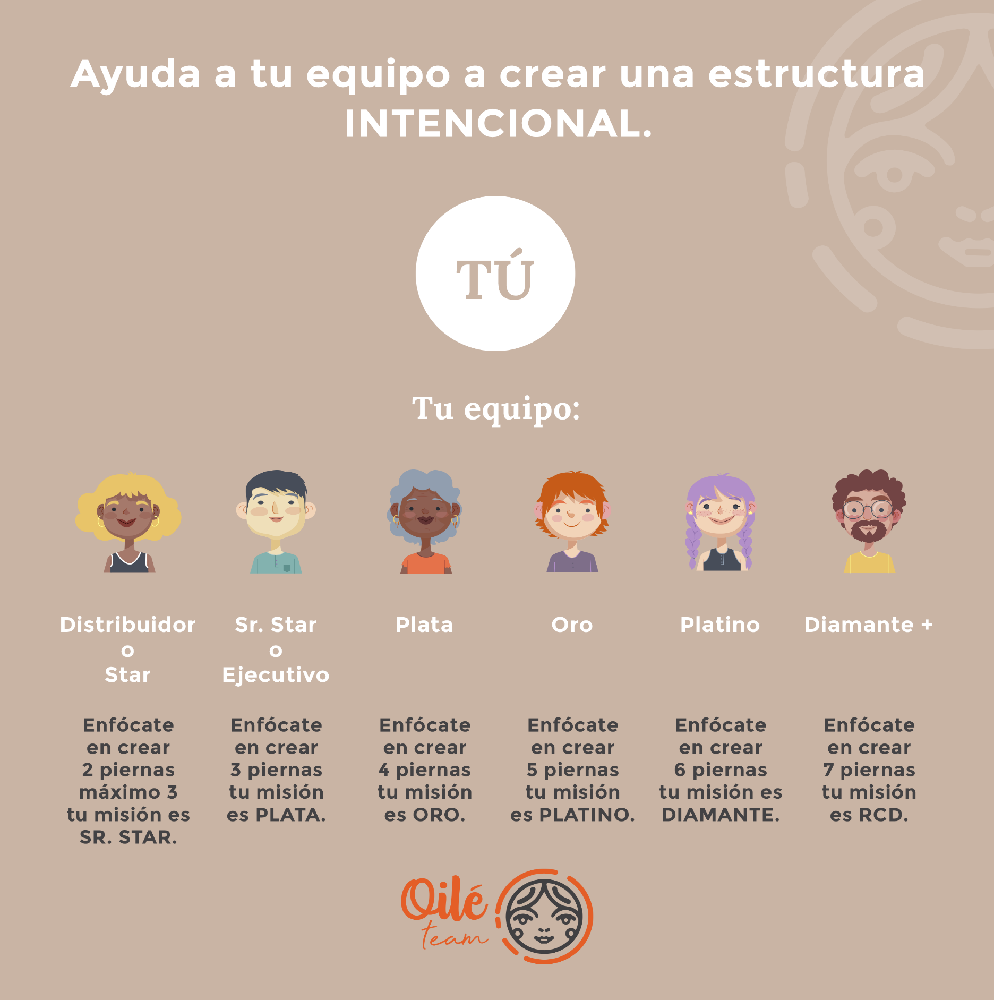 Ayuda a tu equipo a crear una estructura
INTENCIONAL.
TÚ
Tu equipo:
Distribuidor
o
Star
Enfócate
en crear
2 piernas
máximo 3
tu misión es
SR. STAR.
Sr. Star
o
Ejecutivo
Enfócate
en crear
3 piernas
tu misión
es PLATA.
Plata
Enfócate
en crear
4 piernas
tu misión
es ORO.
Oro
Enfócate
en crear
5 piernas
tu misión
es PLATINO.
Platino
Enfócate
en crear
6 piernas
tu misión es
DIAMANTE.
Diamante +
Enfócate
en crear
7 piernas
tu misión
es RCD.
Oilé
team